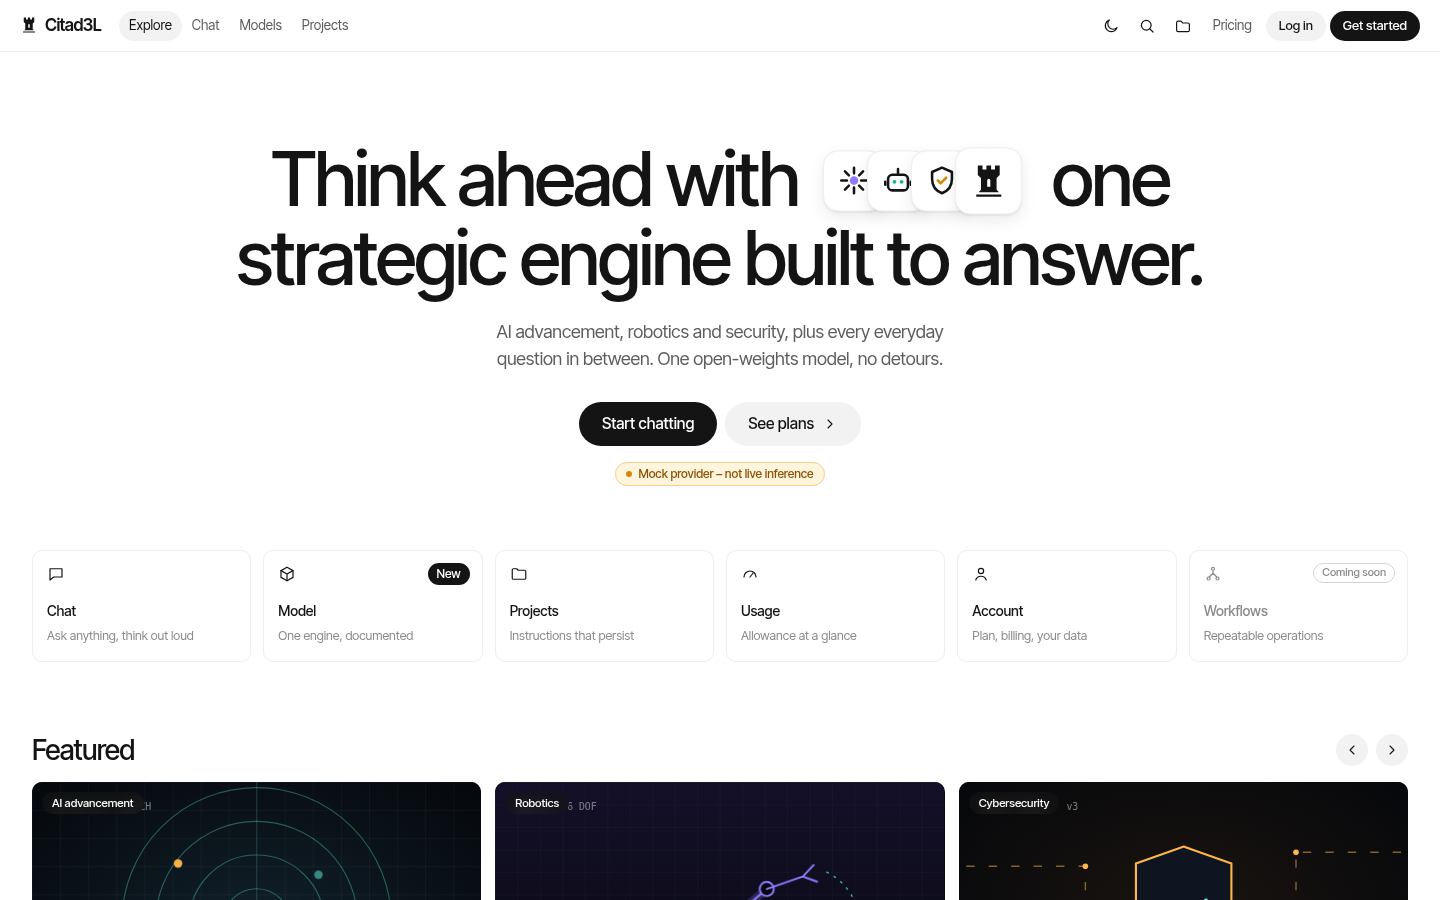 Citad3L
Explore
Chat
Models
Projects
Pricing
Log in
Get started
Think ahead with one
strategic engine built to answer.
AI advancement, robotics and security, plus every everyday
question in between. One open-weights model, no detours.
Start chatting
See plans
Mock provider – not live inference
Chat
Ask anything, think out loud
New
Model
One engine, documented
Projects
Instructions that persist
Usage
Allowance at a glance
Account
Plan, billing, your data
Coming soon
Workflows
Repeatable operations
Featured
AI advancement
Robotics
DOF
Cybersecurity
v3